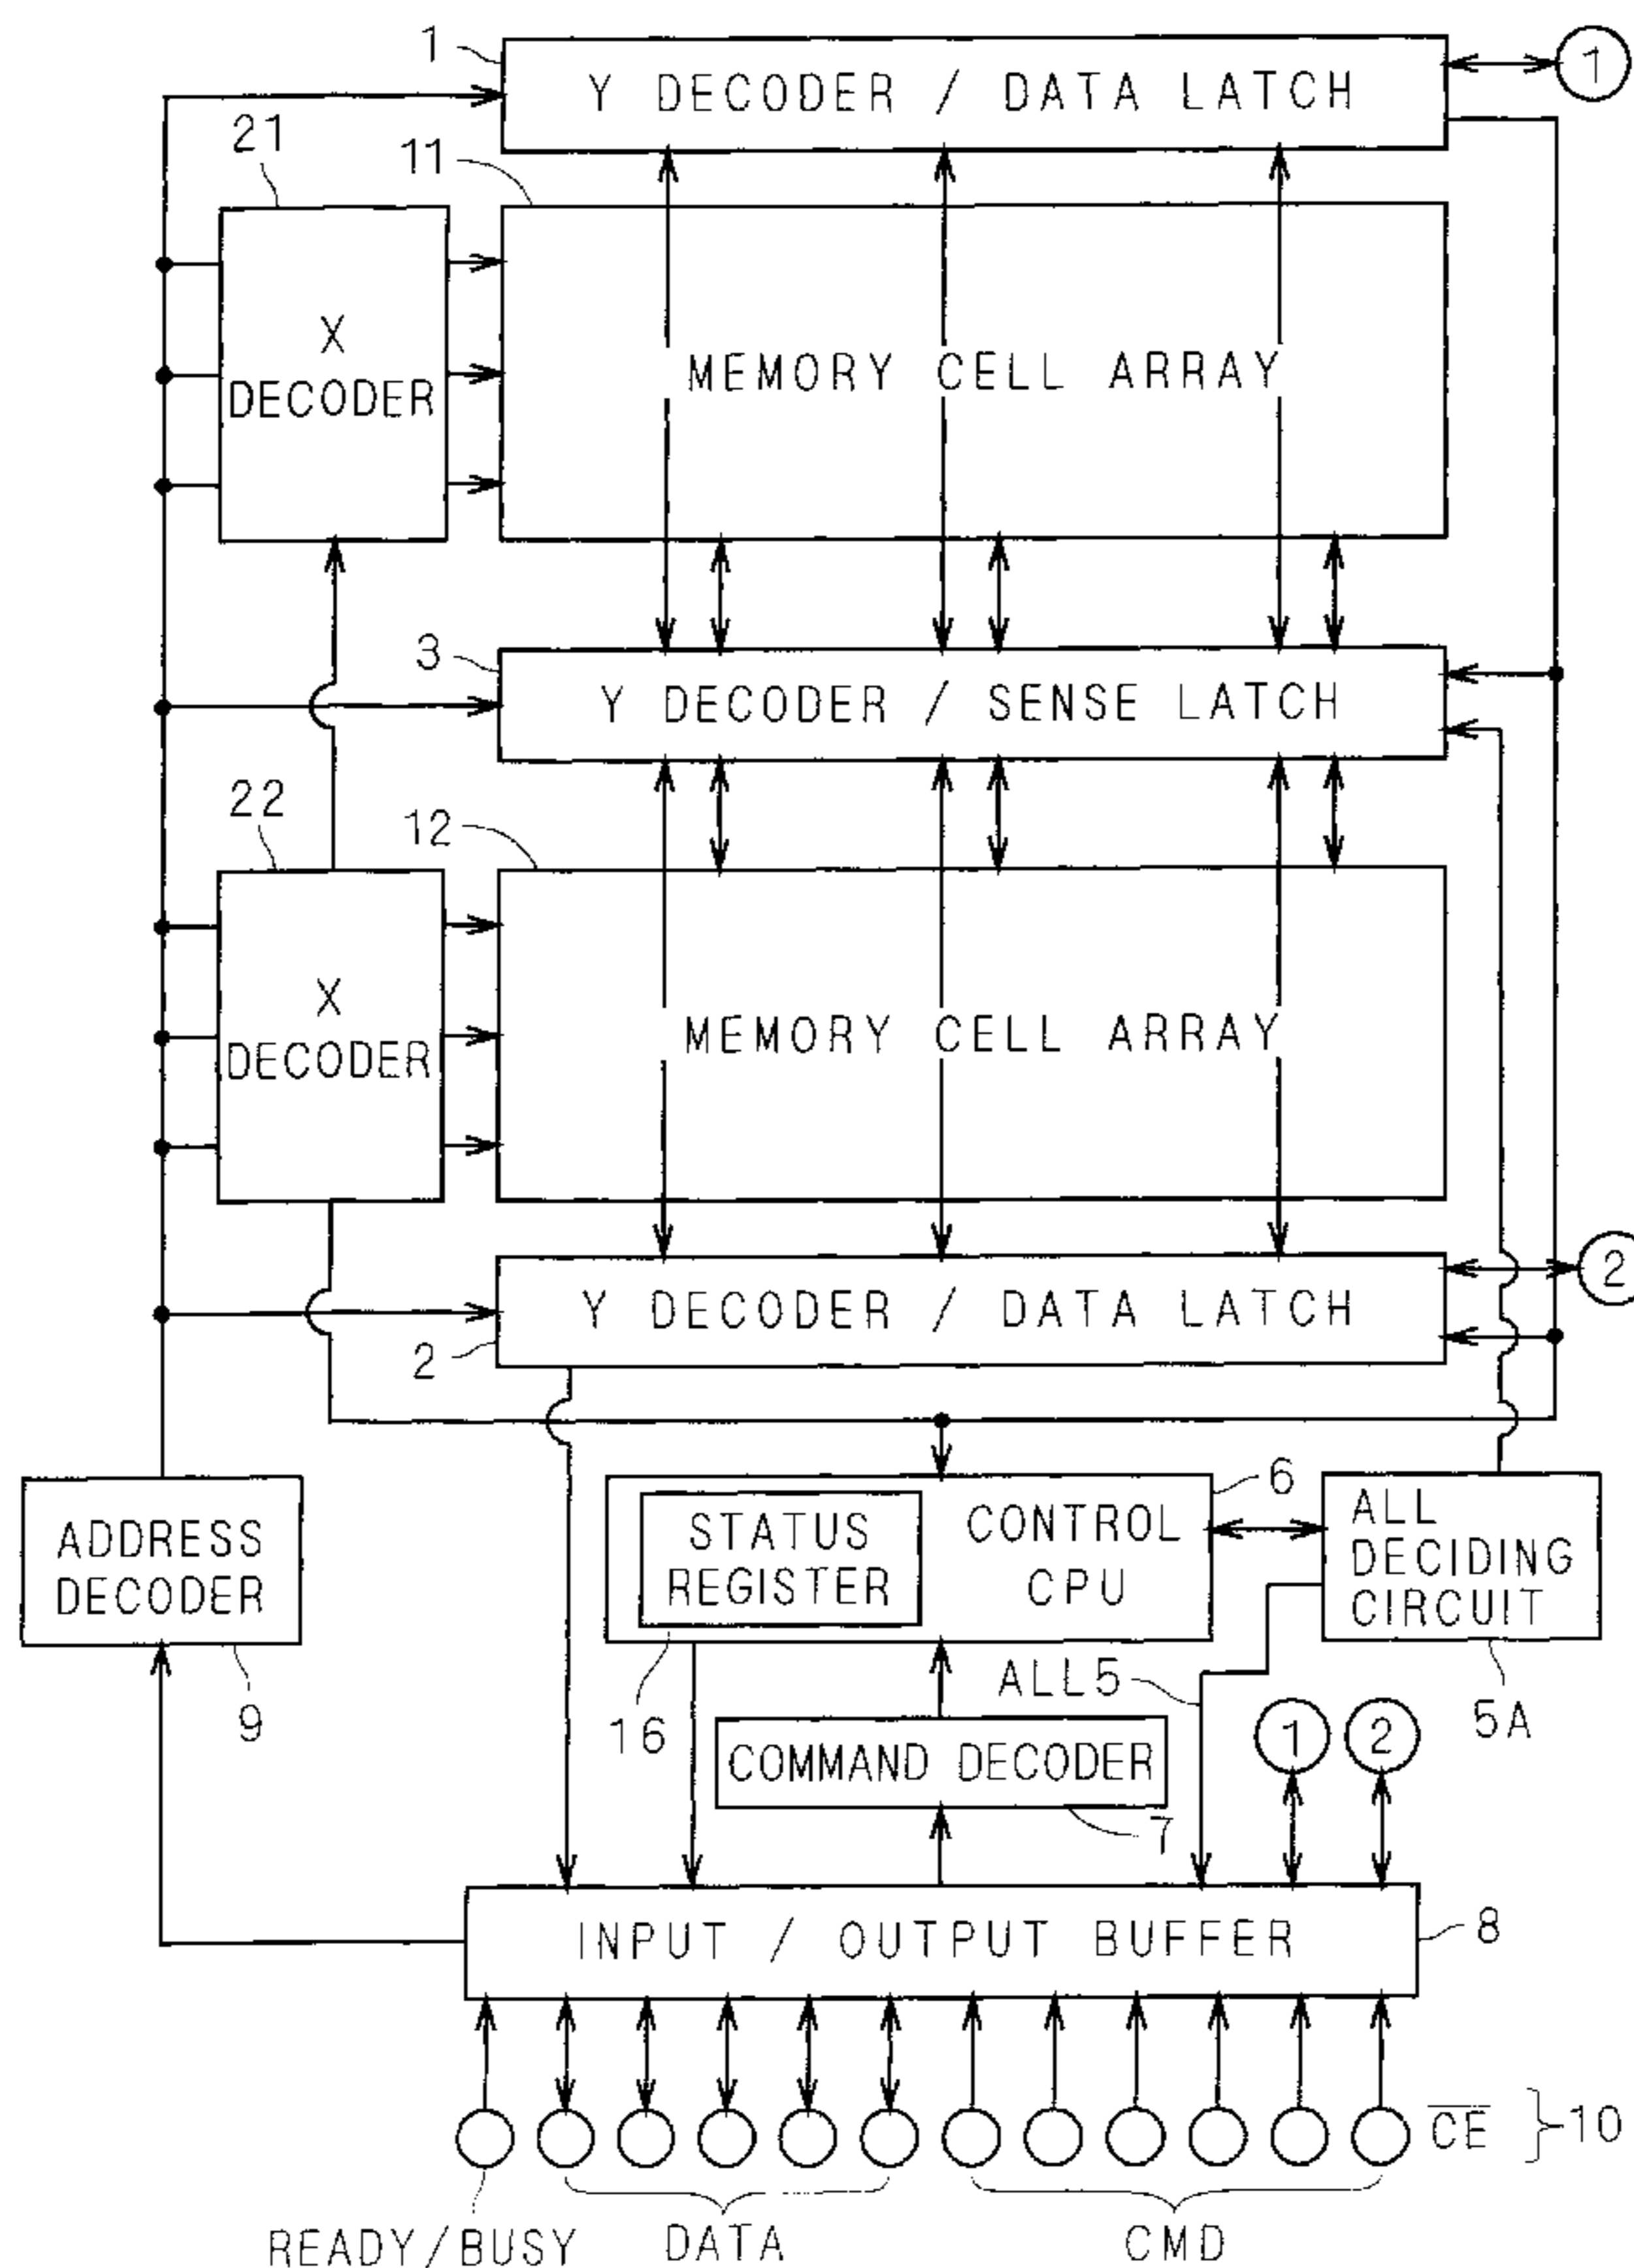 1
Y DECODER / DATA LATCH
1
21
11
X
DECODER
MEMORY CELL ARRAY
3
Y DECODER / SENSE LATCH
22
12
X
DECODER
MEMORY CELL ARRAY
2
Y DECODER / DATA LATCH
2
6
ADDRESS
DECODER
STATUS
REGISTER
CONTROL
CPU
ALL
DECIDING
CIRCUIT
9
16
ALL5
5A
1
2
COMMAND DECODER
7
INPUT / OUTPUT BUFFER
8
CE
10
READY/BUSY
DATA
CMD